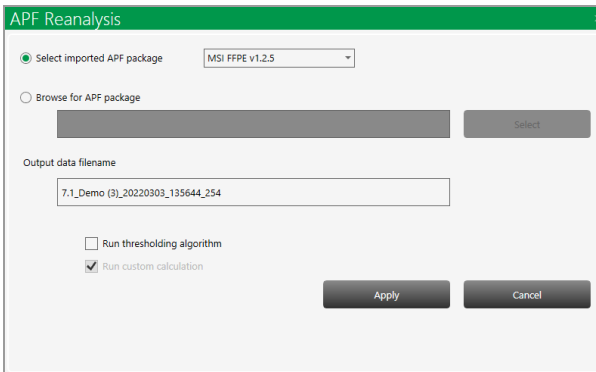 APF Reanalysis
Select imported APF package MSI FFPE v1.2.5
Browse for APF package
Select
Output data filename
7.1_Demo (3)_20220303_135644_254
Run thresholding algorithm
Run custom calculation
Apply Cancel